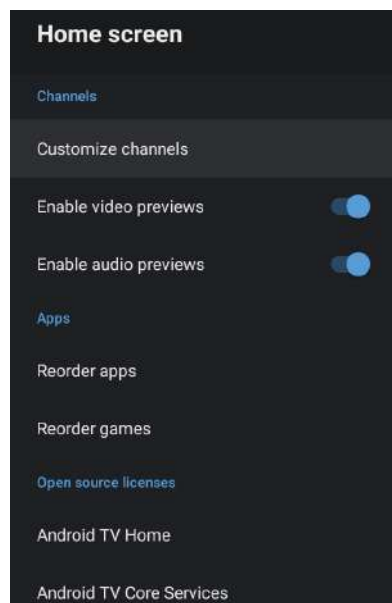 Home screen
Channels
Customize channels
Enable video previews
Enable audio previews
Apps
Reorder apps
Reorder games
Open source licenses
Android TV Home
Android TV Core Services